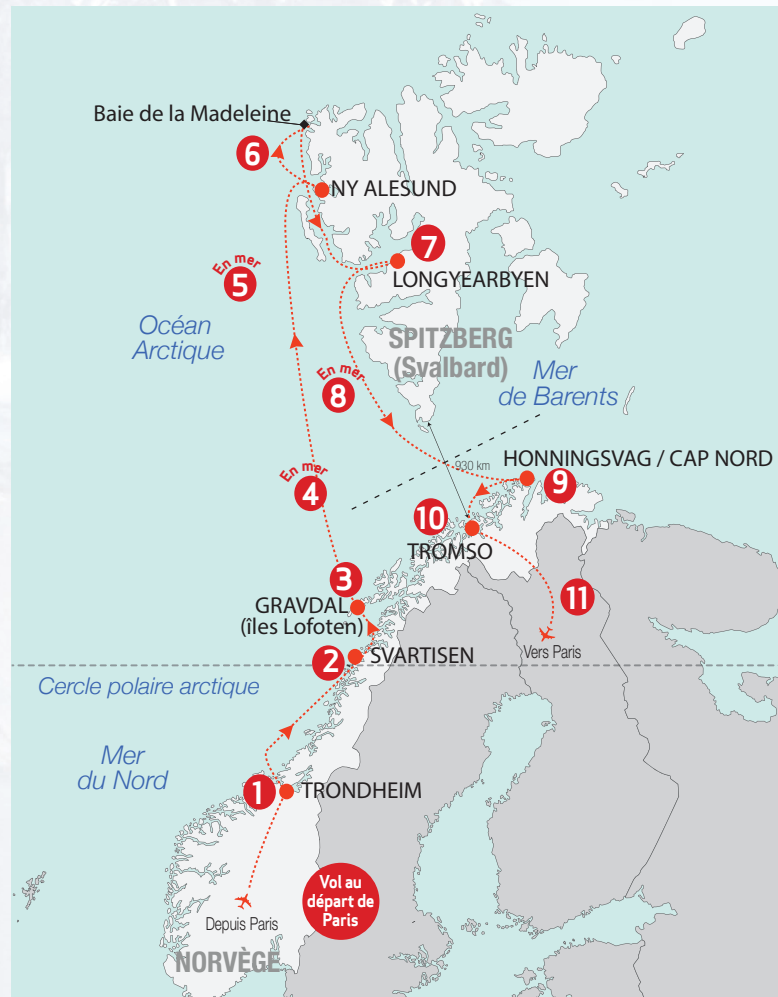 Baie de la Madeleine
6
NY ALESUND
7
LONGYEARBYEN
En mer
5
Océan
Arctique
SPITZBERG
(Svalbard)
En mer
8
Mer
de Barents
930 km
HONNINGSVAG / CAP NORD
9
En mer
4
10
TROMSO
3
GRAVDAL
(îles Lofoten)
11
Vers Paris
2
SVARTISEN
Cercle polaire arctique
Mer
du Nord
1
TRONDHEIM
Vol au
départ de
Paris
Depuis Paris
NORVÈGE